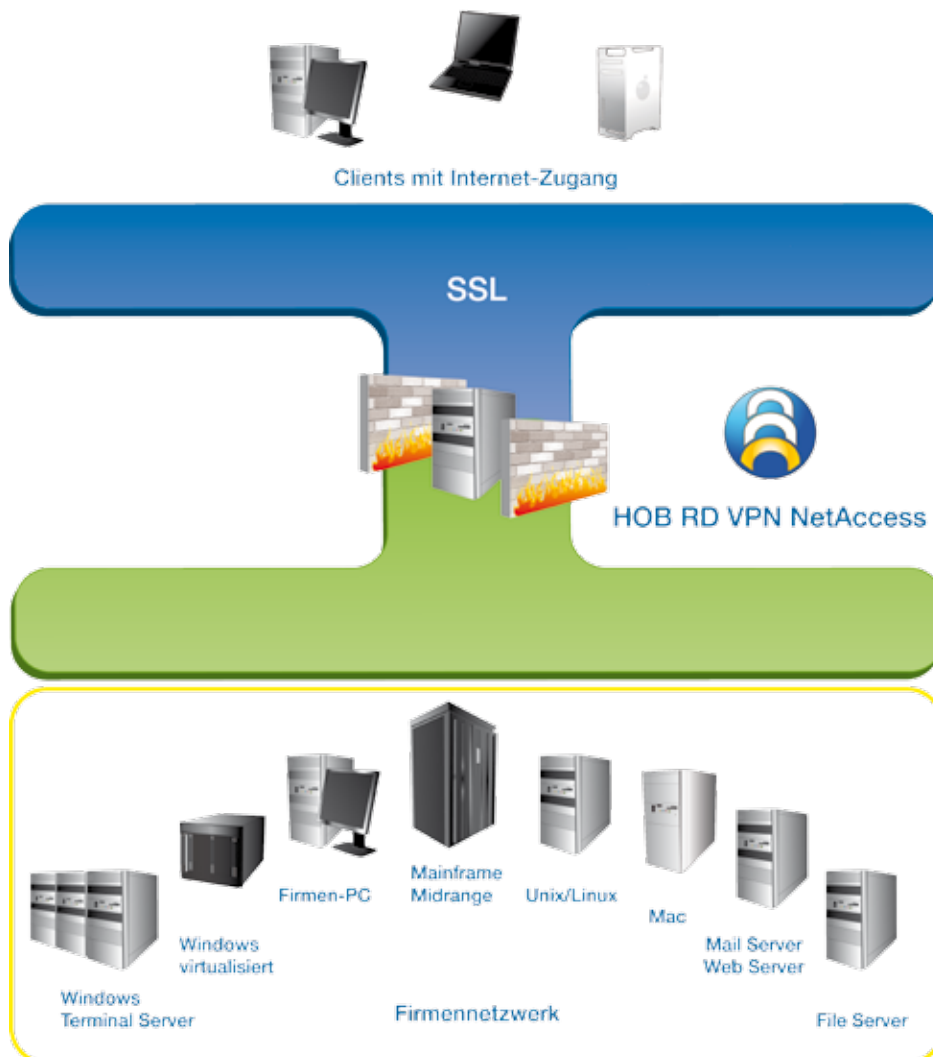 Clients mit Internet-Zugang
SSL
HOB RD VPN NetAccess
Windows
Terminal Server
Windows
virtualisiert
Firmen-PC
Mainframe
Midrange
Unix/Linux
Mac
Mail Server
Web Server
File Server
Firmennetzwerk